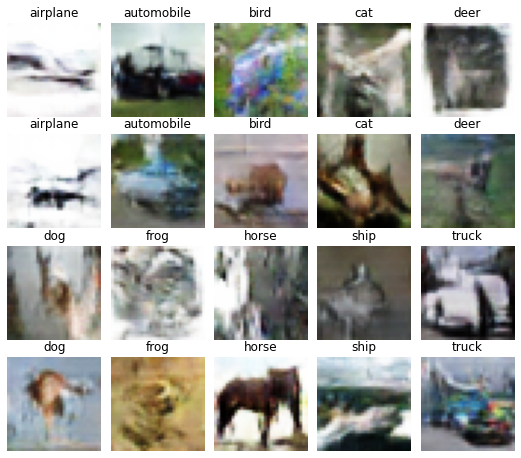 airplane automobile bird cat deer
airplane automobile bird cat deer
dog frog horse ship truck
dog frog horse ship truck